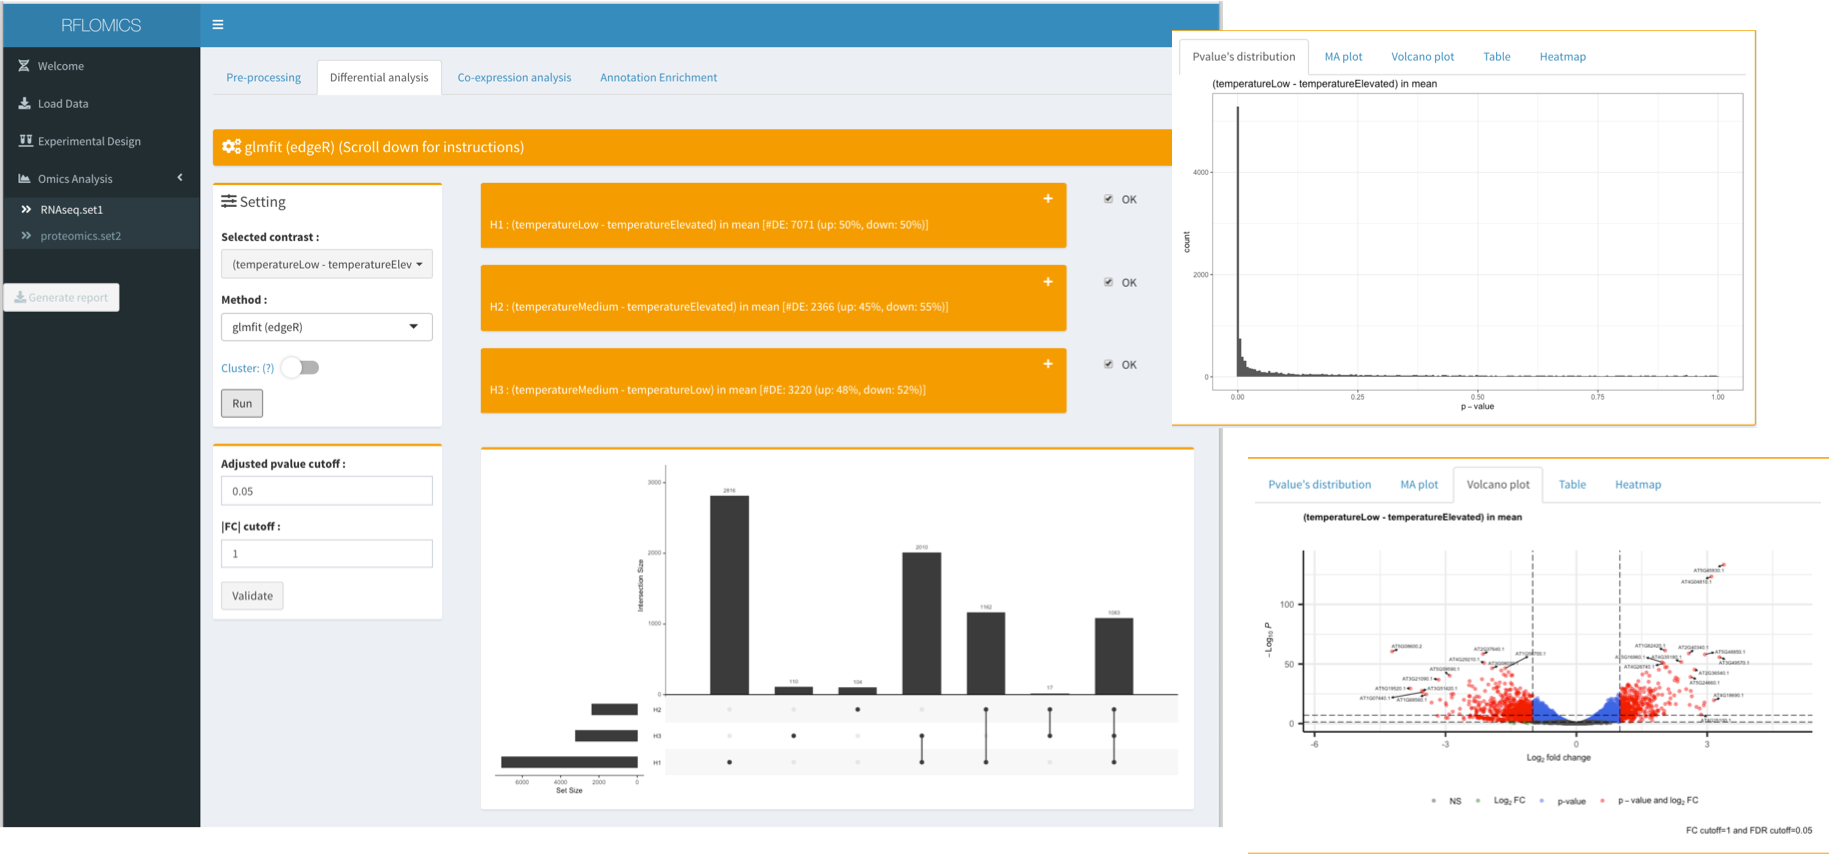 RFLOMICS
Welcome
Load Data
Experimental Design
Omics Analysis
RNAseq.set1
proteomics.set2
Generate report
Pre-processing
Differential analysis
Co-expression analysis
Annotation Enrichment
glmfit (edgeR) (Scroll down for instructions)
Setting
Selected contrast :
(temperatureLow - temperatureElev
Method :
glmfit (edgeR)
Cluster: (?)
Run
Adjusted pvalue cutoff :
0.05
|FC| cutoff :
1
Validate
H1 : (temperatureLow - temperatureElevated) in mean [#DE: 7071 (up: 50%, down: 50%)]
OK
H2 : (temperatureMedium - temperatureElevated) in mean [#DE: 2366 (up: 45%, down: 55%)]
OK
H3 : (temperatureMedium - temperatureLow) in mean [#DE: 3220 (up: 48%, down: 52%)]
OK
3000
2000
1000
0
Intersection Size
2816
110
104
2010
1162
17
1083
H2
H3
H1
6000 4000 2000 0
Set Size
Pvalue's distribution
MA plot
Volcano plot
Table
Heatmap
(temperatureLow - temperatureElevated) in mean
4000
2000
0
count
0.00 0.25 0.50 0.75 1.00
p – value
Pvalue's distribution
MA plot
Volcano plot
Table
Heatmap
(temperatureLow - temperatureElevated) in mean
100
50
0
– Log10 P
-6 -3 0 3
Log2 fold change
NS Log2 FC p-value p – value and log2 FC
FC cutoff=1 and FDR cutoff=0.05